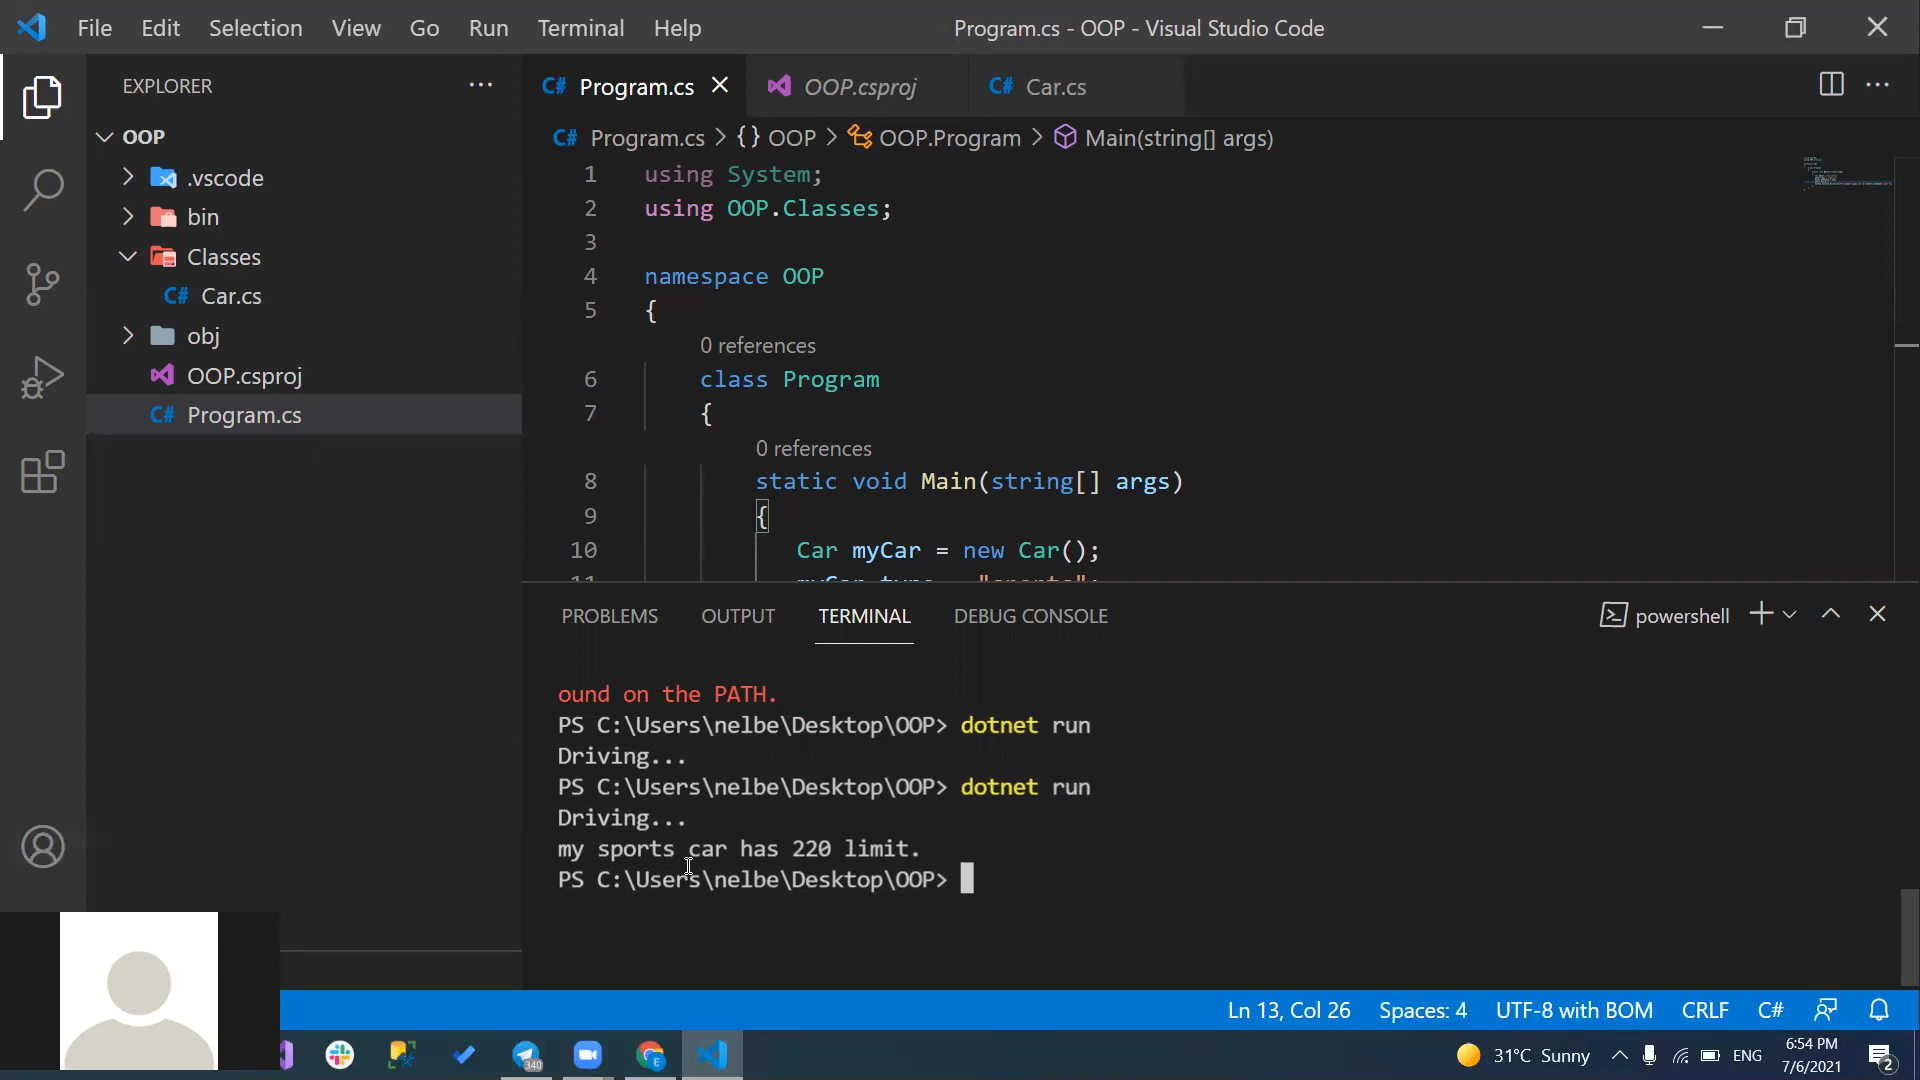 File Edit Selection View Go Run Terminal Help
Program.cs - OOP - Visual Studio Code
EXPLORER
OOP
.vscode
bin
Classes
C# Car.cs
obj
OOP.csproj
C# Program.cs
C# Program.cs
OOP.csproj
C# Car.cs
C# Program.cs > {} OOP > OOP.Program > Main(string[] args)
1 using System;
2 using OOP.Classes;
3
4 namespace OOP
5 {
0 references
6 class Program
7 {
0 references
8 static void Main(string[] args)
9 {
10 Car myCar = new Car();
11 myCar.type = "sports";
PROBLEMS OUTPUT TERMINAL DEBUG CONSOLE
powershell
ound on the PATH.
PS C:\Users\nelbe\Desktop\OOP> dotnet run
Driving...
PS C:\Users\nelbe\Desktop\OOP> dotnet run
Driving...
my sports car has 220 limit.
PS C:\Users\nelbe\Desktop\OOP>
Ln 13, Col 26 Spaces: 4 UTF-8 with BOM CRLF C#
340
E
31°C Sunny
ENG
6:54 PM
7/6/2021
2